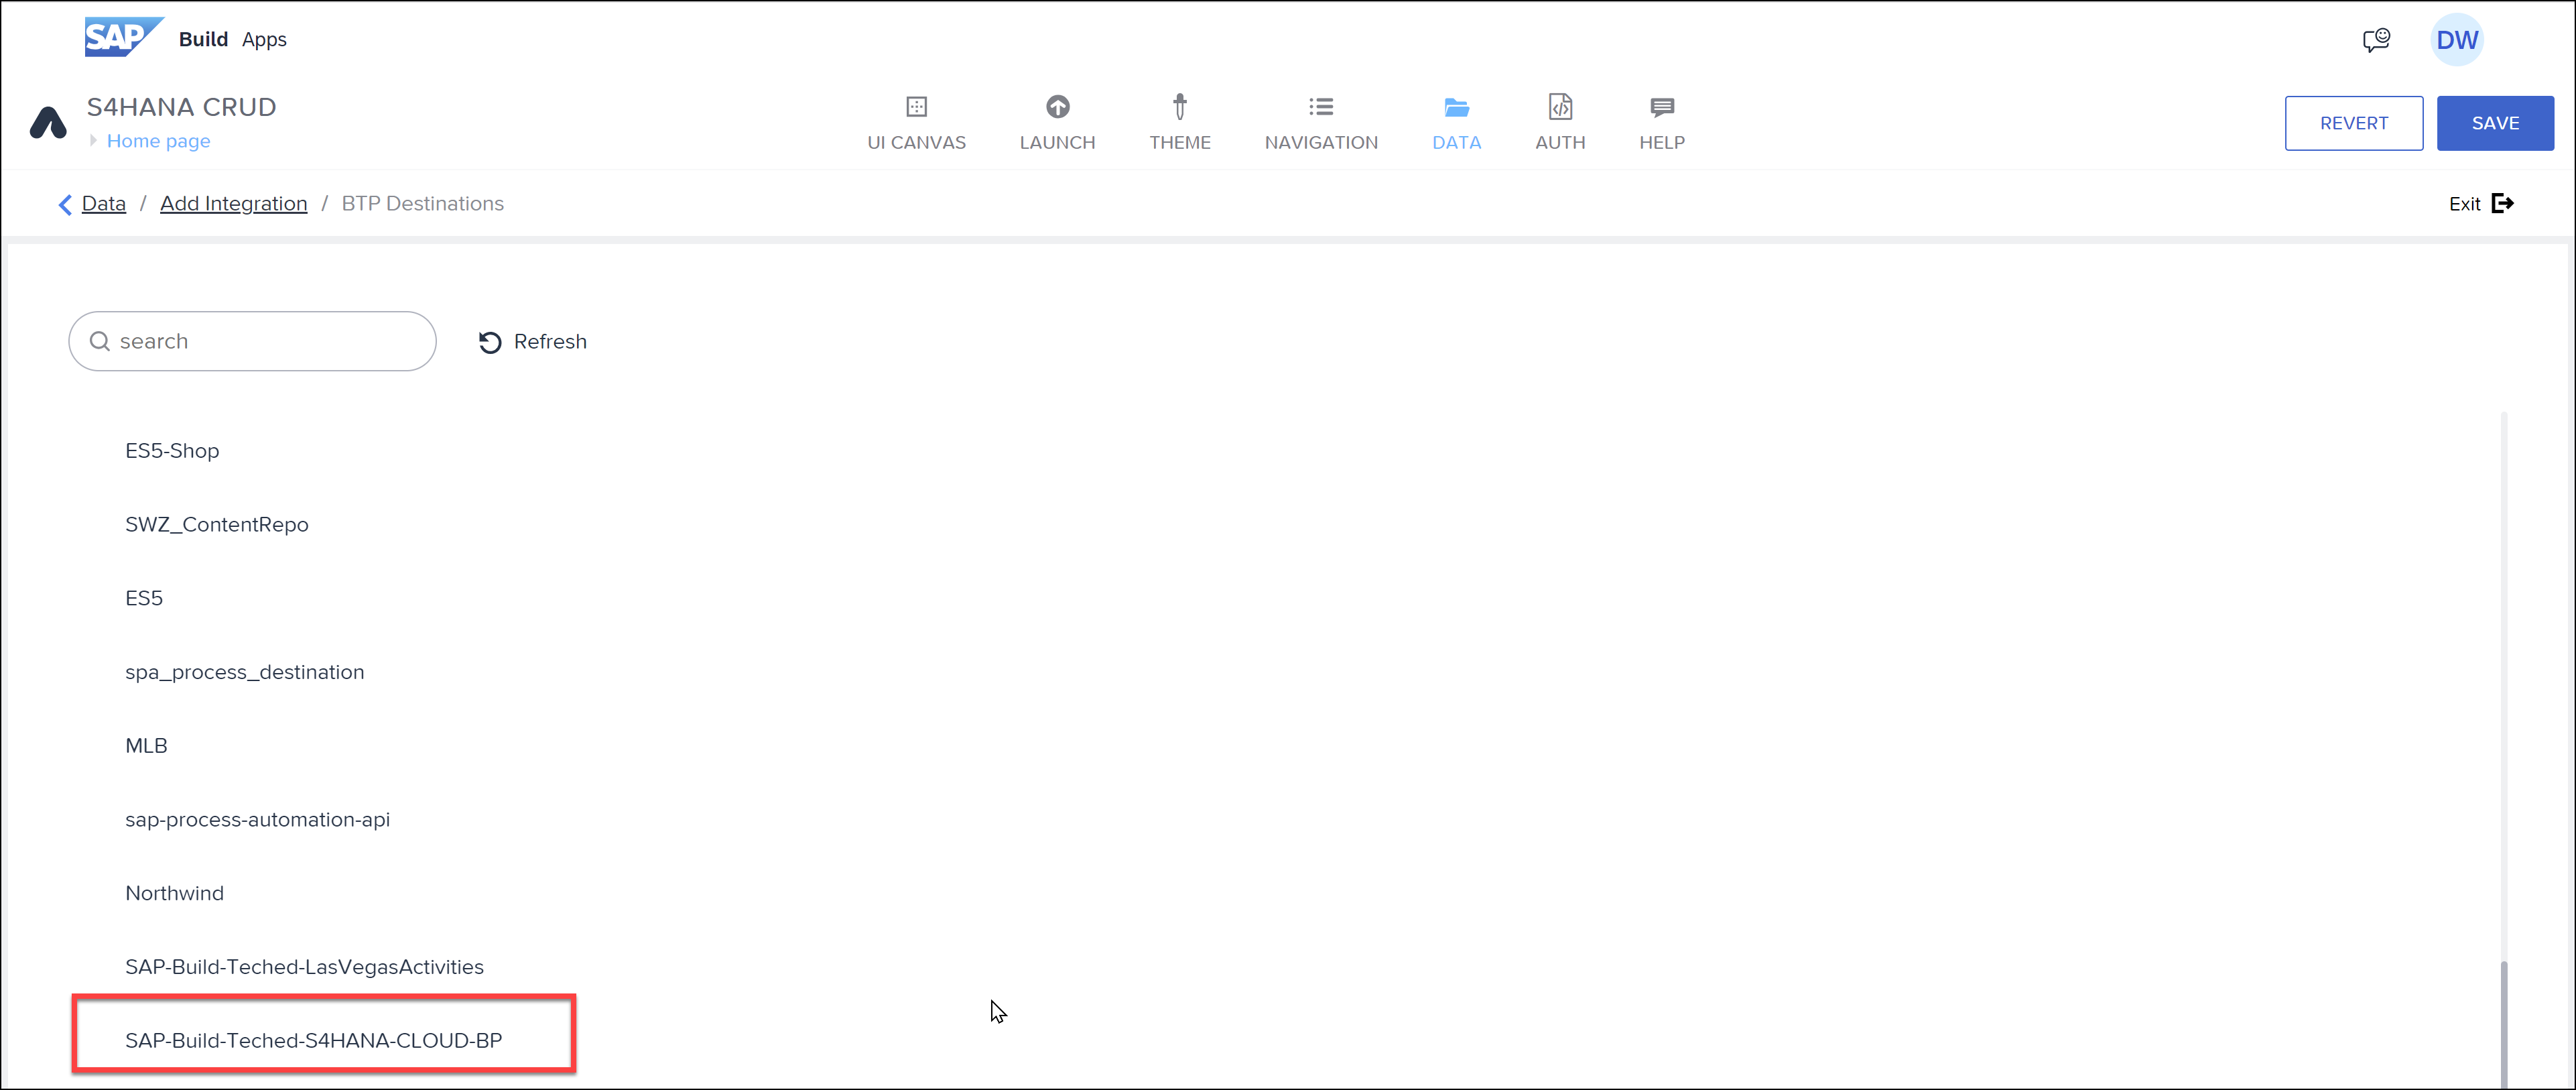 SAP Build Apps
DW
S4HANA CRUD
Home page
UI CANVAS
LAUNCH
THEME
NAVIGATION
DATA
AUTH
HELP
REVERT
SAVE
Data / Add Integration / BTP Destinations
Exit
search
Refresh
ES5-Shop
SWZ_ContentRepo
ES5
spa_process_destination
MLB
sap-process-automation-api
Northwind
SAP-Build-Teched-LasVegasActivities
SAP-Build-Teched-S4HANA-CLOUD-BP